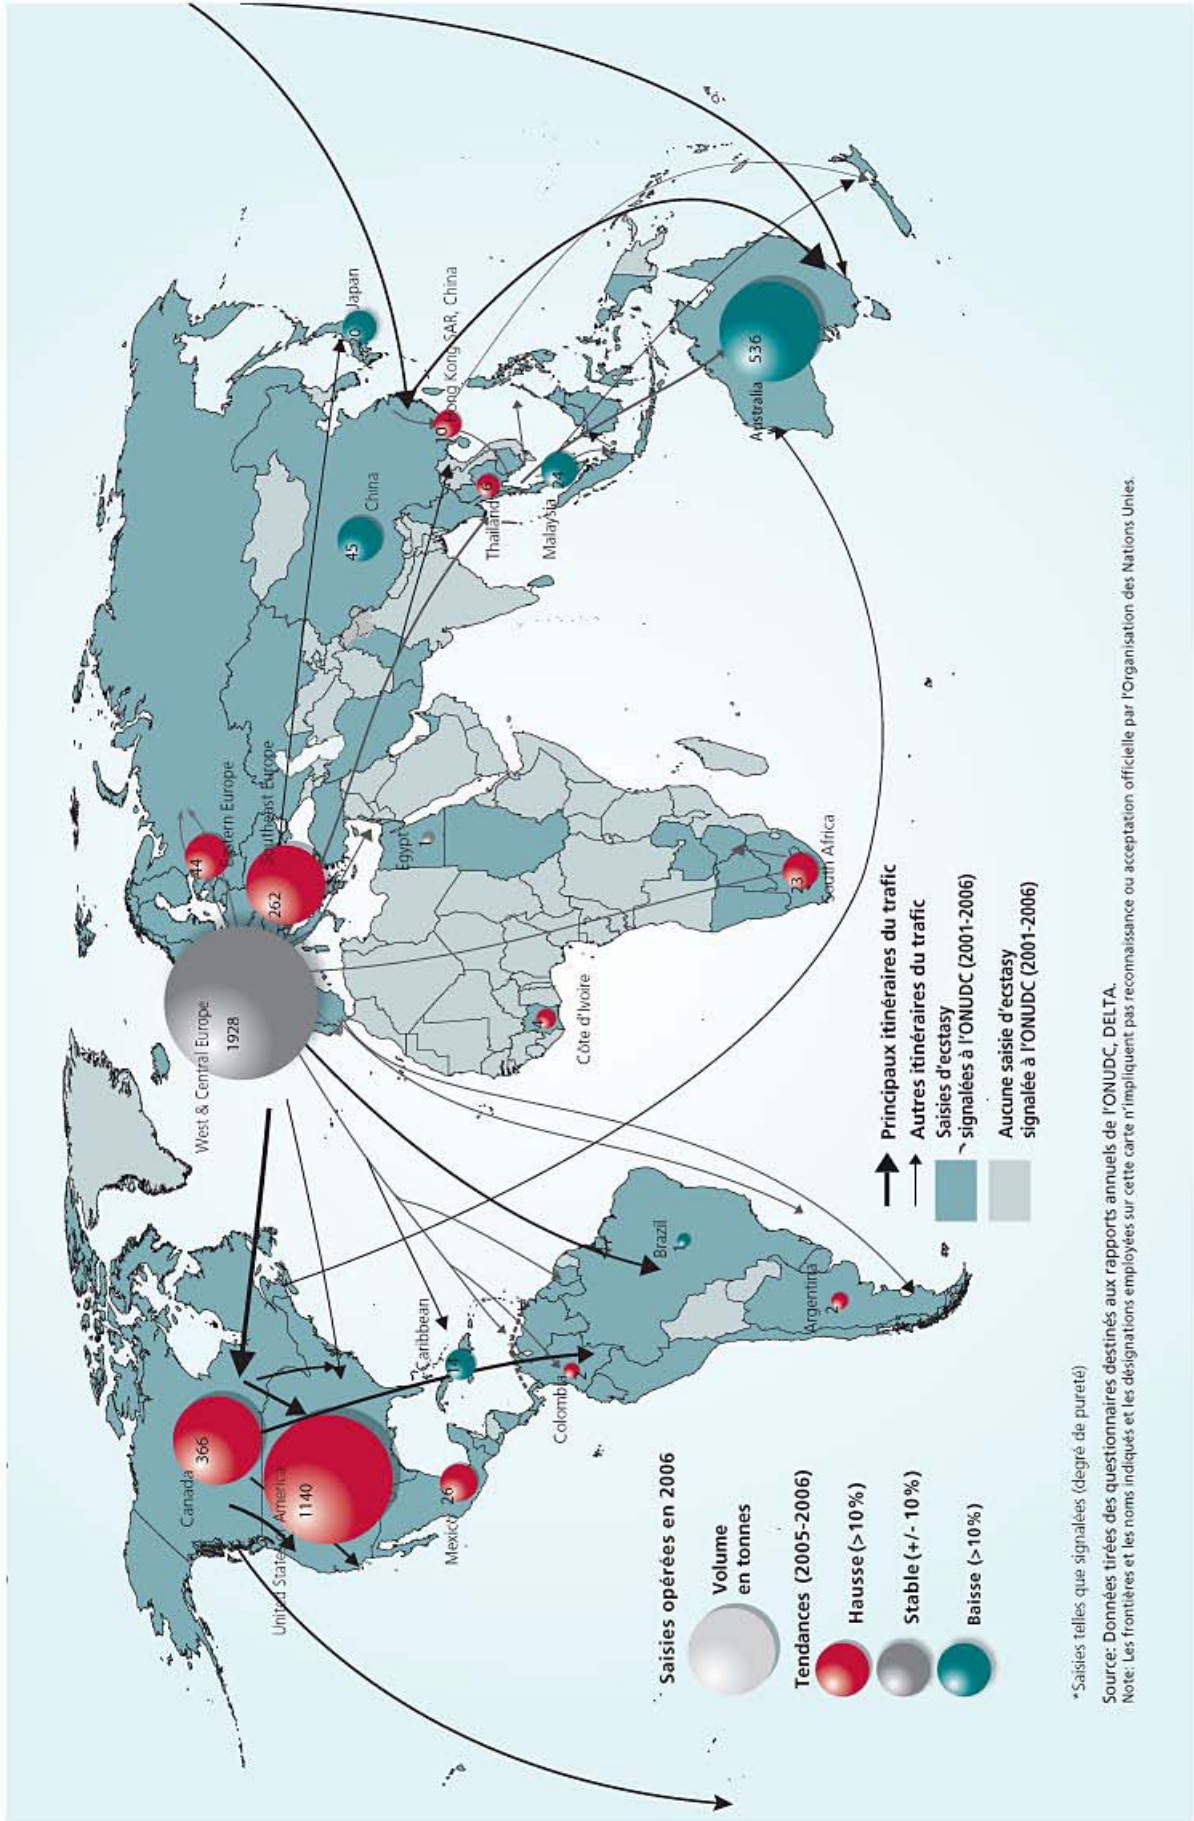 West & Central Europe
1928
Canada
366
44
Eastern Europe
262
Southeast Europe
United States
America
1140
Japan
45
China
Mexico
26
Caribbean
14
Egypt
1
10
Hong Kong SAR, China
Thailand
6
Malaysia
Colombia
2
Côte d'Ivoire
4
Brazil
1
Argentina
2
23
South Africa
Australia
536
Saisies opérées en 2006
Volume
en tonnes
Tendances (2005-2006)
Hausse (>10%)
Stable (+/- 10%)
Baisse (>10%)
Principaux itinéraires du trafic
Autres itinéraires du trafic
Saisies d'ecstasy
signalées à l'ONUDC (2001-2006)
Aucune saisie d'ecstasy
signalée à l'ONUDC (2001-2006)
*Saisies telles que signalées (degré de pureté)
Source: Données tirées des questionnaires destinés aux rapports annuels de l'ONUDC, DELTA.
Note: Les frontières et les noms indiqués et les désignations employées sur cette carte n'impliquent pas reconnaissance ou acceptation officielle par l'Organisation des Nations Unies.